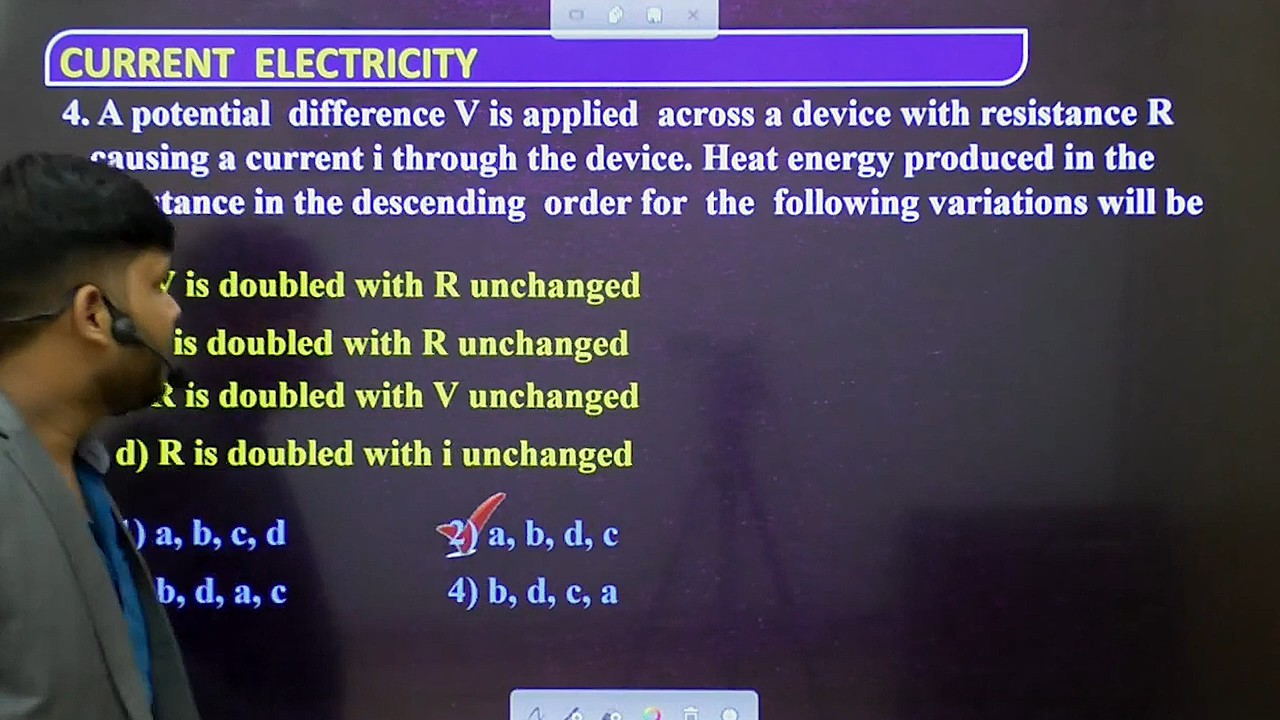 CURRENT ELECTRICITY
4. A potential difference V is applied across a device with resistance R
causing a current i through the device. Heat energy produced in the
in the descending order for the following variations will be
V is doubled with R unchanged
is doubled with R unchanged
R is doubled with V unchanged
d) R is doubled with i unchanged
1) a, b, c, d 2) a, b, d, c
b, d, a, c 4) b, d, c, a